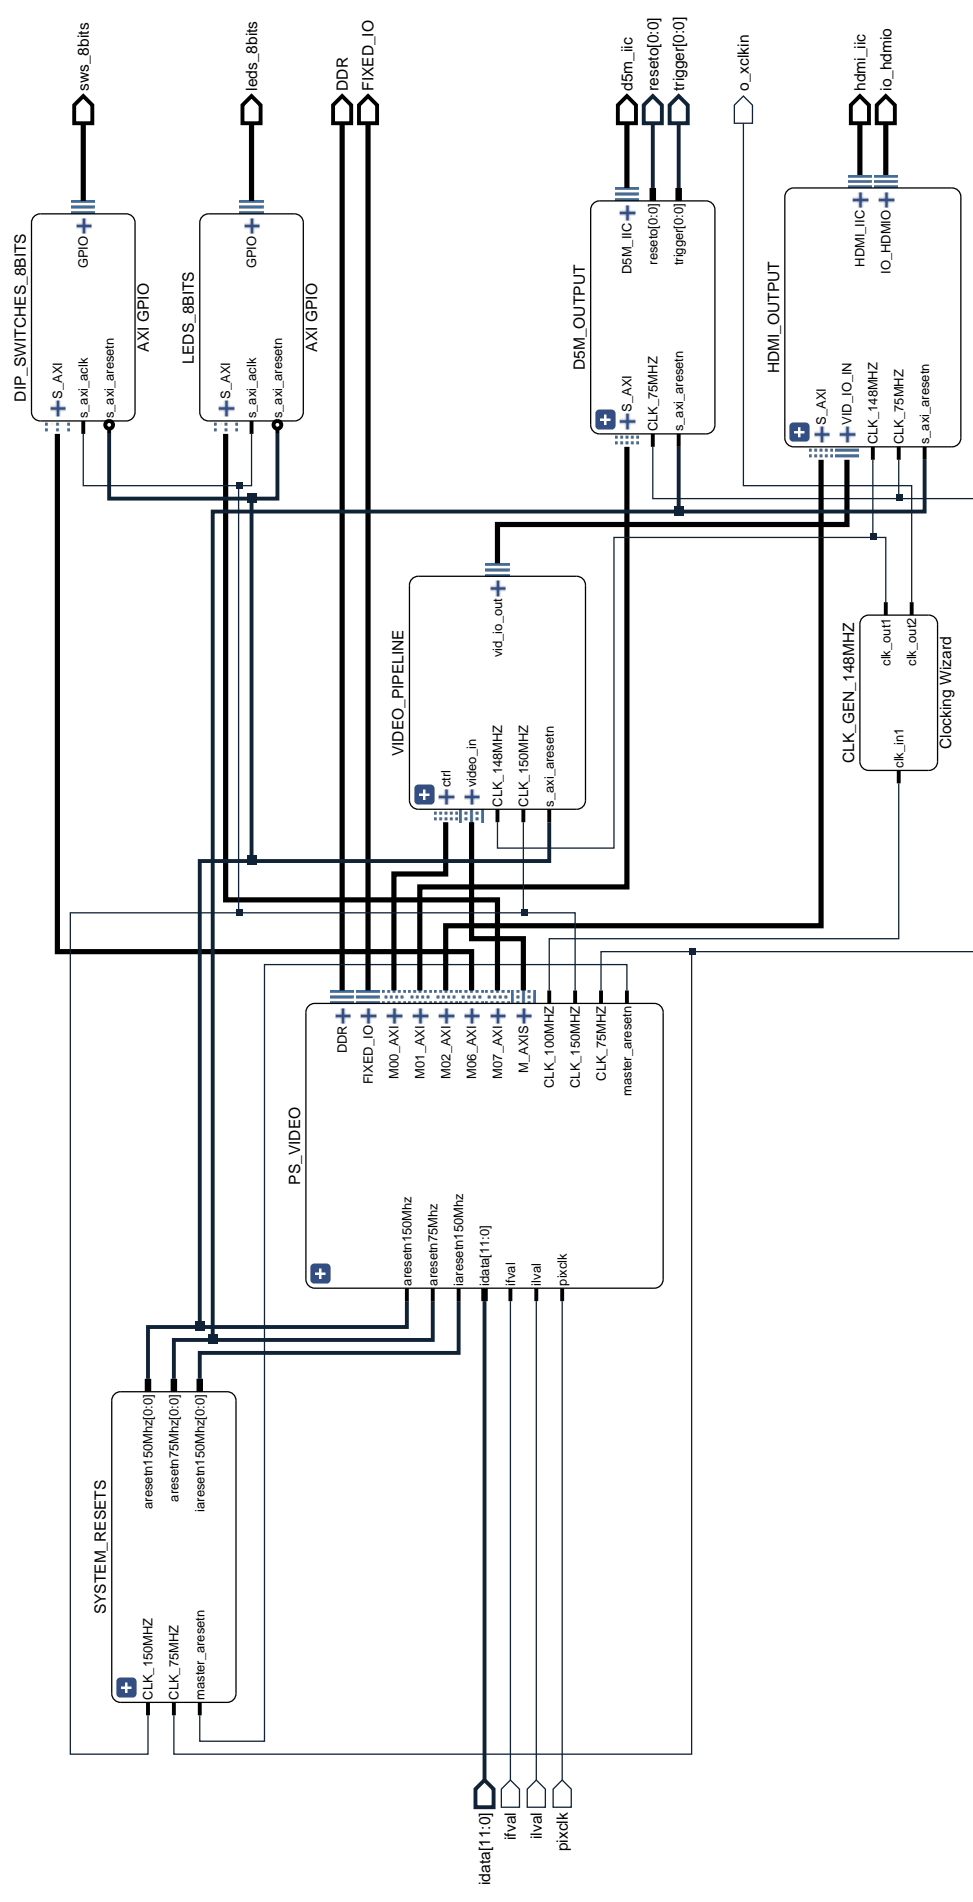 sws_8bits
leds_8bits
DDR
FIXED_IO
d5m_iic
reseto[0:0]
trigger[0:0]
o_xclkin
hdmi_iic
io_hdmio
DIP_SWITCHES_8BITS
S_AXI
s_axi_aclk
s_axi_aresetn
GPIO
AXI GPIO
LEDS_8BITS
S_AXI
s_axi_aclk
s_axi_aresetn
GPIO
AXI GPIO
D5M_OUTPUT
S_AXI
CLK_75MHZ
s_axi_aresetn
D5M_IIC
reseto[0:0]
trigger[0:0]
HDMI_OUTPUT
S_AXI
VID_IO_IN
CLK_148MHZ
CLK_75MHZ
s_axi_aresetn
HDMI_IIC
IO_HDMIO
VIDEO_PIPELINE
ctrl
video_in
CLK_148MHZ
CLK_150MHZ
s_axi_aresetn
vid_io_out
CLK_GEN_148MHZ
clk_in1
clk_out1
clk_out2
Clocking Wizard
PS_VIDEO
aresetn150Mhz
aresetn75Mhz
iaresetn150Mhz
idata[11:0]
ifval
ilval
pixclk
DDR
FIXED_IO
M00_AXI
M01_AXI
M02_AXI
M06_AXI
M07_AXI
M_AXIS
CLK_100MHZ
CLK_150MHZ
CLK_75MHZ
master_aresetn
SYSTEM_RESETS
CLK_150MHZ
CLK_75MHZ
master_aresetn
aresetn150Mhz[0:0]
aresetn75Mhz[0:0]
iaresetn150Mhz[0:0]
idata[11:0]
ifval
ilval
pixclk